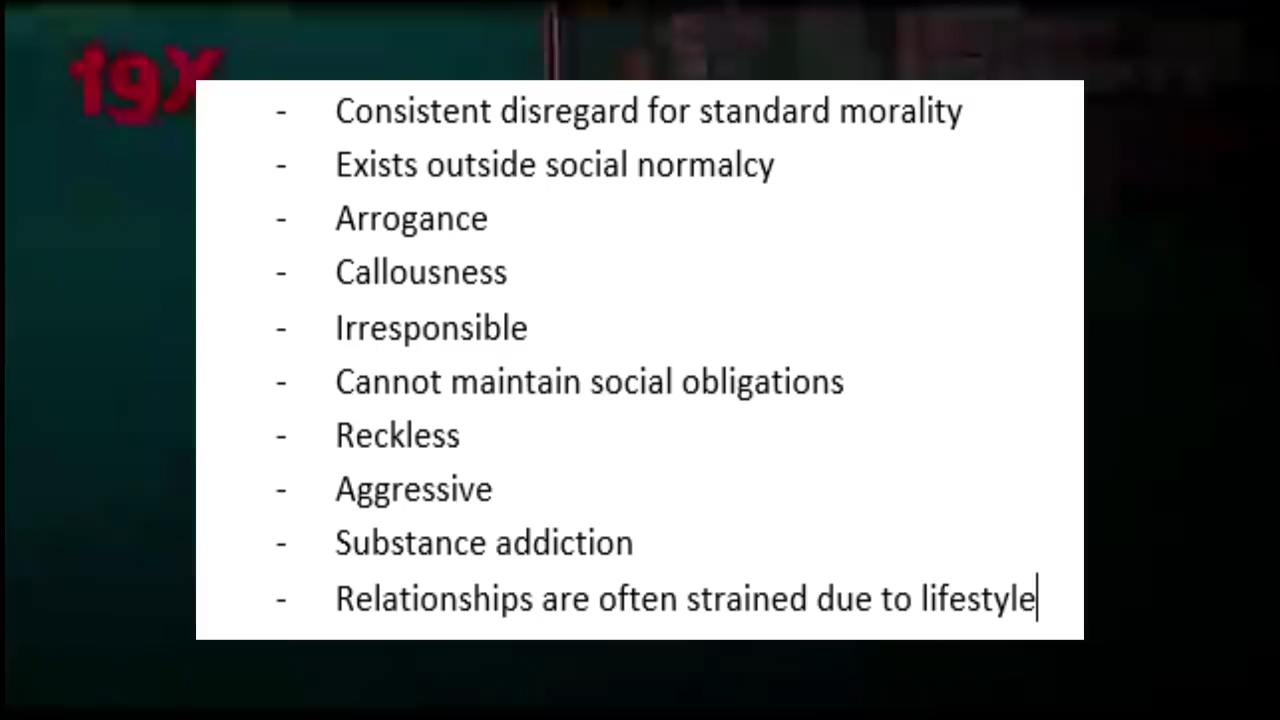 19X
- Consistent disregard for standard morality
- Exists outside social normalcy
- Arrogance
- Callousness
- Irresponsible
- Cannot maintain social obligations
- Reckless
- Aggressive
- Substance addiction
- Relationships are often strained due to lifestyle